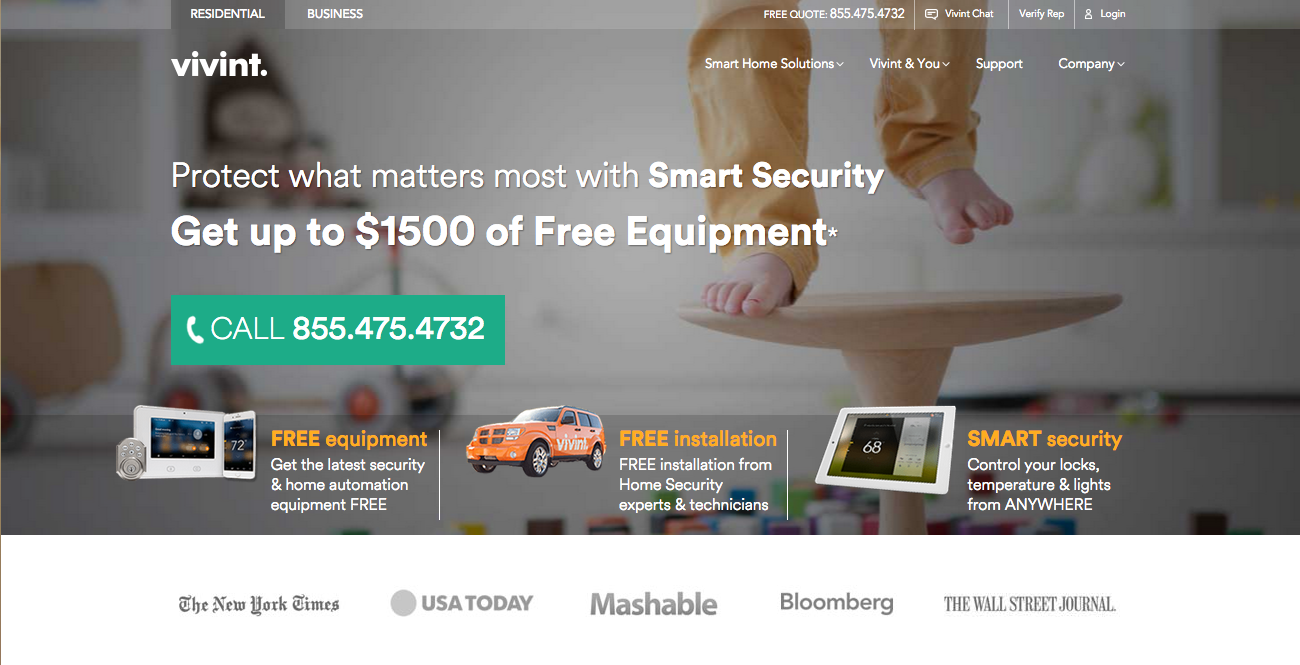 RESIDENTIAL
BUSINESS
FREE QUOTE: 855.475.4732
Vivint Chat
Verify Rep
Login
vivint.
Smart Home Solutions
Vivint & You
Support
Company
Protect what matters most with Smart Security
Get up to $1500 of Free Equipment*
CALL 855.475.4732
72
FREE equipment
Get the latest security
& home automation
equipment FREE
vivint.
FREE installation
FREE installation from
Home Security
experts & technicians
68
SMART security
Control your locks,
temperature & lights
from ANYWHERE
The New York Times
USA TODAY
Mashable
Bloomberg
THE WALL STREET JOURNAL.